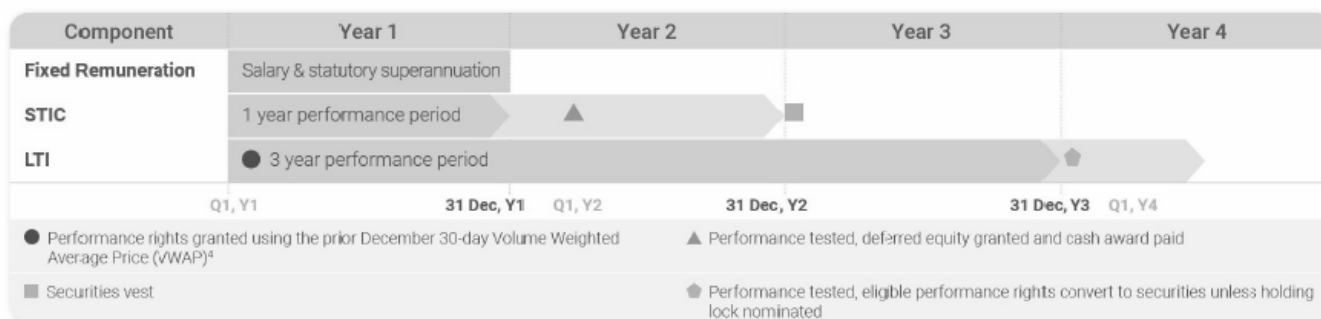 Component Year 1 Year 2 Year 3 Year 4
Fixed Remuneration Salary & statutory superannuation
STIC 1 year performance period
LTI 3 year performance period
Q1, Y1 31 Dec, Y1 Q1, Y2 31 Dec, Y2 31 Dec, Y3 Q1, Y4
Performance rights granted using the prior December 30-day Volume Weighted
Average Price (VWAP)⁴
Performance tested, deferred equity granted and cash award paid
Securities vest
Performance tested, eligible performance rights convert to securities unless holding
lock nominated